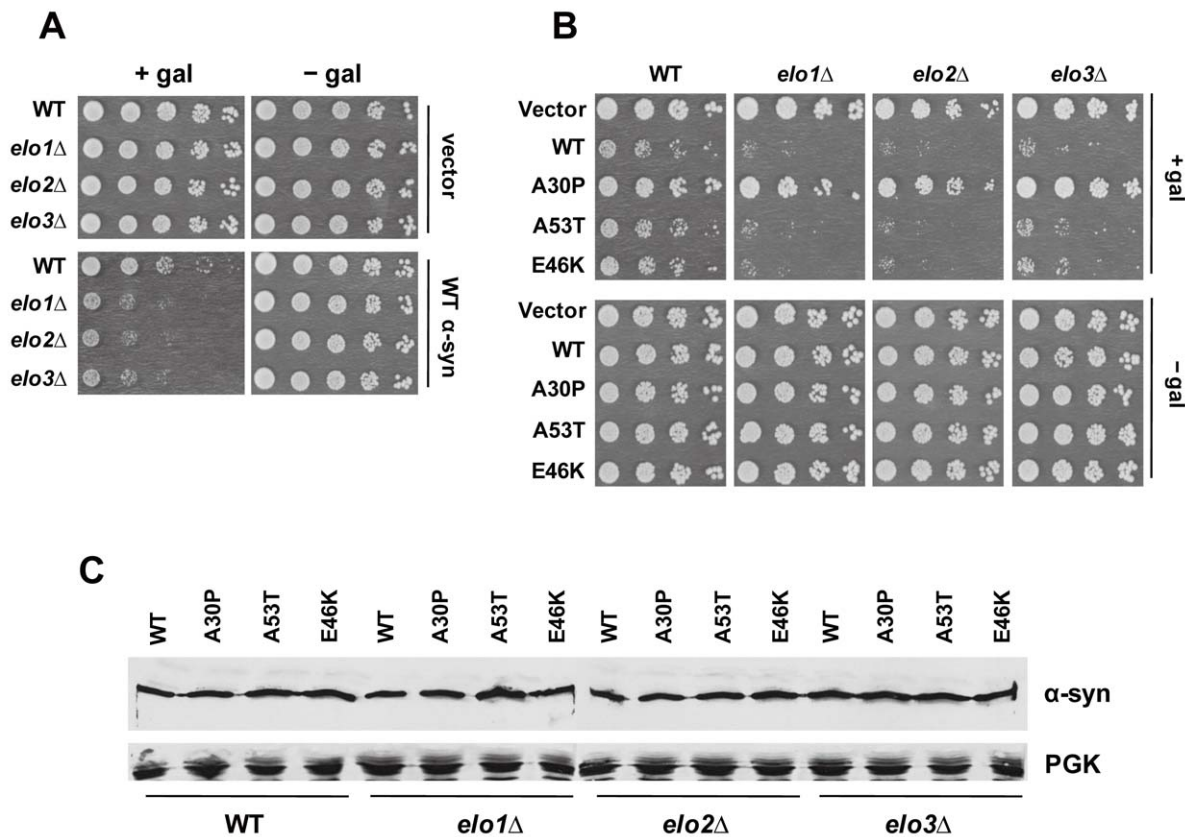 A
+ gal
– gal
WT
elo1Δ
elo2Δ
elo3Δ
vector
WT
elo1Δ
elo2Δ
elo3Δ
WT α-syn
B
WT
elo1Δ
elo2Δ
elo3Δ
Vector
WT
A30P
A53T
E46K
+ gal
Vector
WT
A30P
A53T
E46K
– gal
C
WT A30P A53T E46K WT A30P A53T E46K WT A30P A53T E46K WT A30P A53T E46K
α-syn
PGK
WT
elo1Δ
elo2Δ
elo3Δ